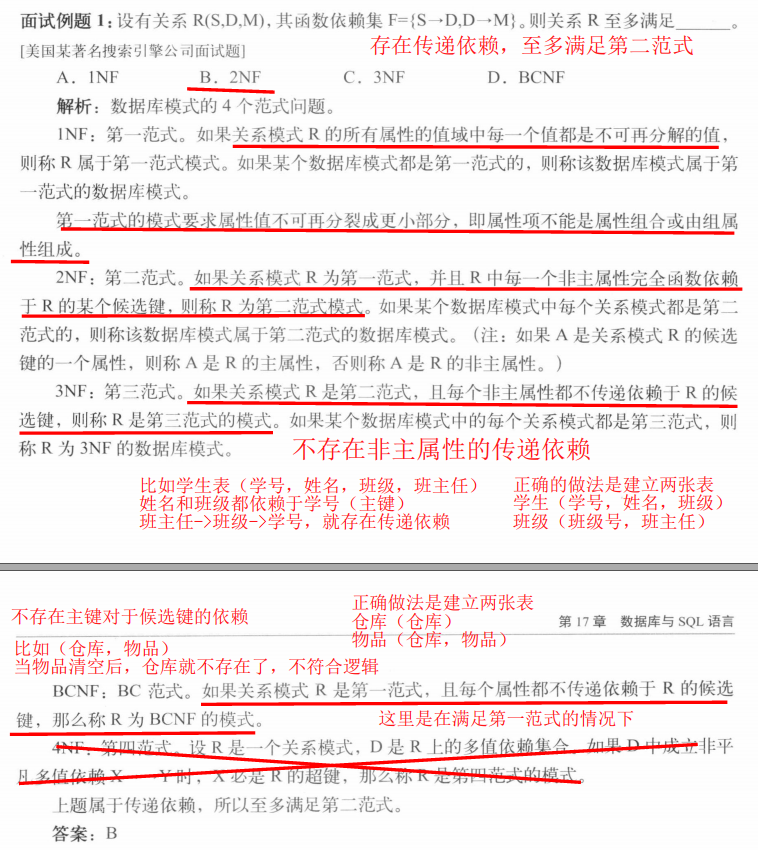 面试例题 1：设有关系 R(S,D,M)，其函数依赖集 F={S→D,D→M}。则关系 R 至多满足______。
[美国某著名搜索引擎公司面试题]
存在传递依赖，至多满足第二范式
A．1NF B．2NF C．3NF D．BCNF
解析：数据库模式的 4 个范式问题。
1NF：第一范式。如果关系模式 R 的所有属性的值域中每一个值都是不可再分解的值，
则称 R 属于第一范式模式。如果某个数据库模式都是第一范式的，则称该数据库模式属于第
一范式的数据库模式。
第一范式的模式要求属性值不可再分裂成更小部分，即属性项不能是属性组合或由组属
性组成。
2NF：第二范式。如果关系模式 R 为第一范式，并且 R 中每一个非主属性完全函数依赖
于 R 的某个候选键，则称 R 为第二范式模式。如果某个数据库模式中每个关系模式都是第二
范式的，则称该数据库模式属于第二范式的数据库模式。（注：如果 A 是关系模式 R 的候选
键的一个属性，则称 A 是 R 的主属性，否则称 A 是 R 的非主属性。）
3NF：第三范式。如果关系模式 R 是第二范式，且每个非主属性都不传递依赖于 R 的候
选键，则称 R 是第三范式的模式。如果某个数据库模式中的每个关系模式都是第三范式，则
称 R 为 3NF 的数据库模式。
不存在非主属性的传递依赖
比如学生表（学号，姓名，班级，班主任）
姓名和班级都依赖于学号（主键）
班主任->班级->学号，就存在传递依赖
正确的做法是建立两张表
学生（学号，姓名，班级）
班级（班级号，班主任）
不存在主键对于候选键的依赖
比如（仓库，物品）
当物品清空后，仓库就不存在了，不符合逻辑
正确做法是建立两张表
仓库（仓库）
物品（仓库，物品）
第 17 章 数据库与 SQL 语言
BCNF：BC 范式。如果关系模式 R 是第一范式，且每个属性都不传递依赖于 R 的候选
键，那么称 R 为 BCNF 的模式。
这里是在满足第一范式的情况下
4NF：第四范式。设 R 是一个关系模式，D 是 R 上的多值依赖集合。如果 D 中成立非平
凡多值依赖 X——Y 时，X 必是 R 的超键，那么称 R 是第四范式的模式。
上题属于传递依赖，所以至多满足第二范式。
答案：B